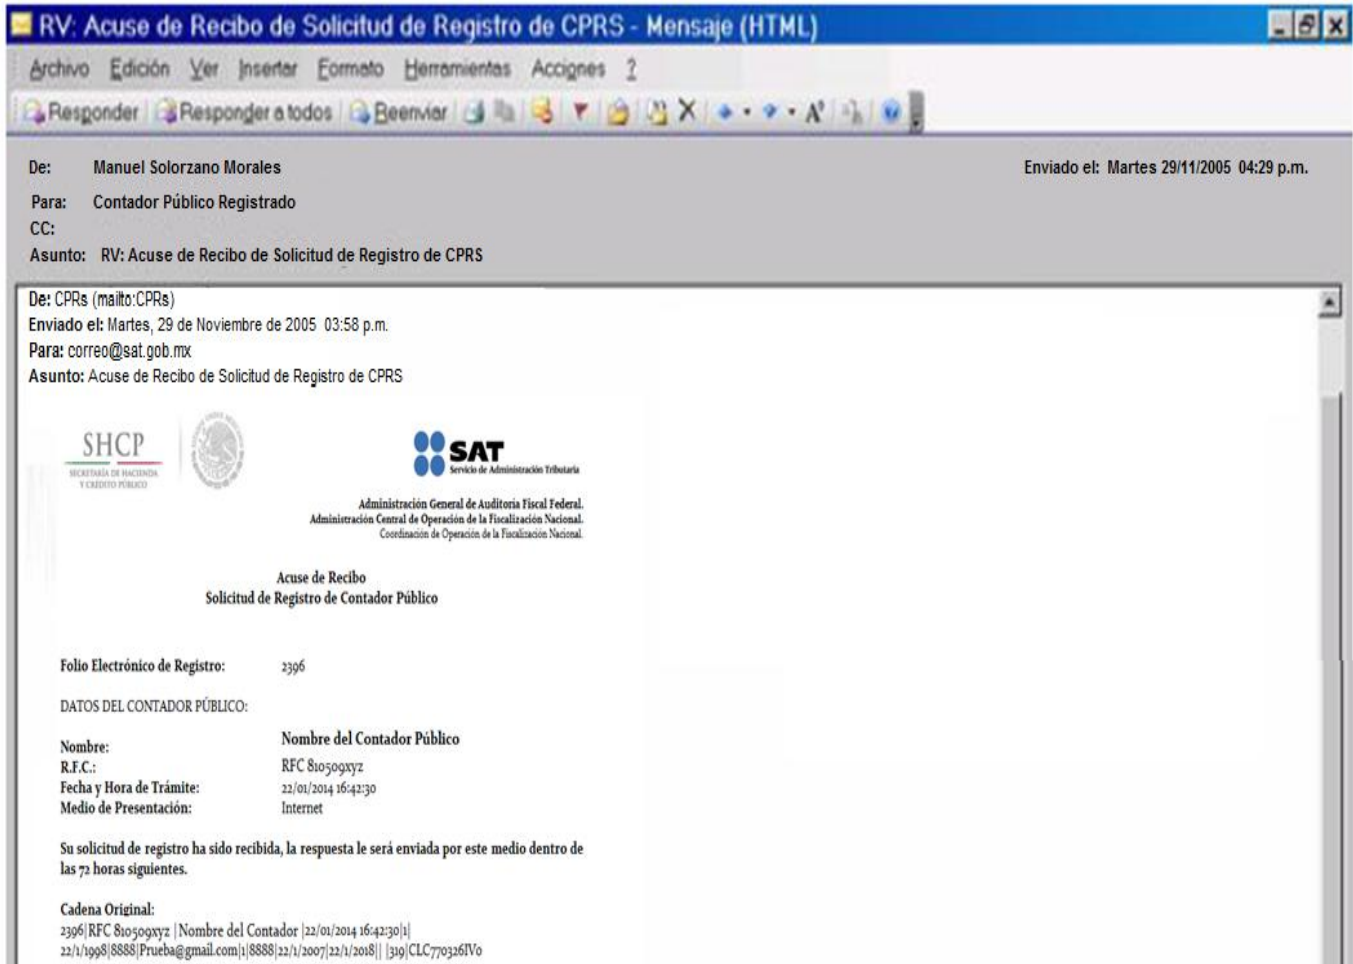 RV: Acuse de Recibo de Solicitud de Registro de CPRS - Mensaje (HTML)
Archivo Edición Ver Insertar Formato Herramientas Acciones ?
Responder Responder a todos Reenviar
De: Manuel Solorzano Morales Enviado el: Martes 29/11/2005 04:29 p.m.
Para: Contador Público Registrado
CC:
Asunto: RV: Acuse de Recibo de Solicitud de Registro de CPRS
De: CPRs (mailto:CPRs)
Enviado el: Martes, 29 de Noviembre de 2005 03:58 p.m.
Para: correo@sat.gob.mx
Asunto: Acuse de Recibo de Solicitud de Registro de CPRS
SHCP
SECRETARÍA DE HACIENDA
Y CRÉDITO PÚBLICO
SAT
Servicio de Administración Tributaria
Administración General de Auditoría Fiscal Federal.
Administración Central de Operación de la Fiscalización Nacional.
Coordinación de Operación de la Fiscalización Nacional.
Acuse de Recibo
Solicitud de Registro de Contador Público
Folio Electrónico de Registro: 2396
DATOS DEL CONTADOR PÚBLICO:
Nombre: Nombre del Contador Público
R.F.C.: RFC 810509xyz
Fecha y Hora de Trámite: 22/01/2014 16:42:30
Medio de Presentación: Internet
Su solicitud de registro ha sido recibida, la respuesta le será enviada por este medio dentro de
las 72 horas siguientes.
Cadena Original:
2396|RFC 810509xyz |Nombre del Contador |22/01/2014 16:42:30|1|
22/1/1998|8888|Prueba@gmail.com|1|8888|22/1/2007|22/1/2018|| |319|CLC770326IV0